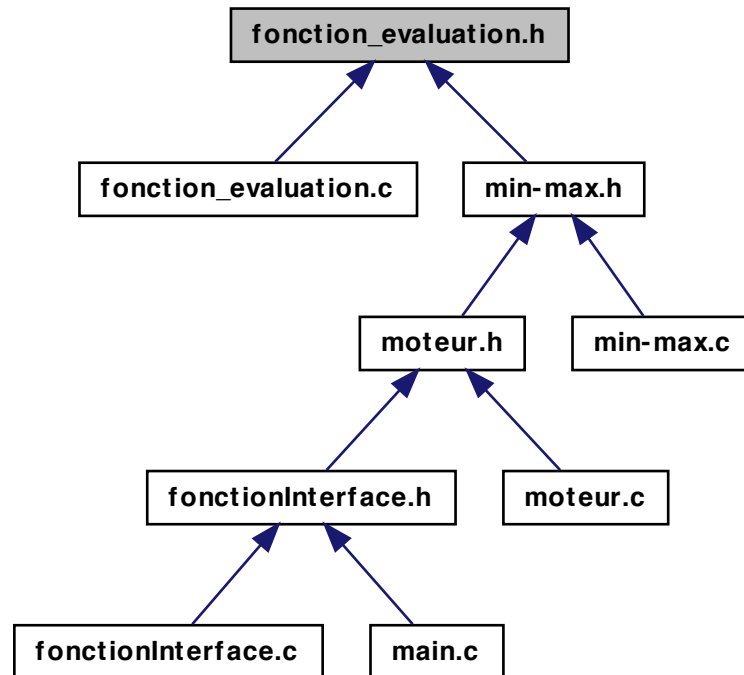 fonction_evaluation.h
fonction_evaluation.c
min-max.h
moteur.h
min-max.c
fonctionInterface.h
moteur.c
fonctionInterface.c
main.c